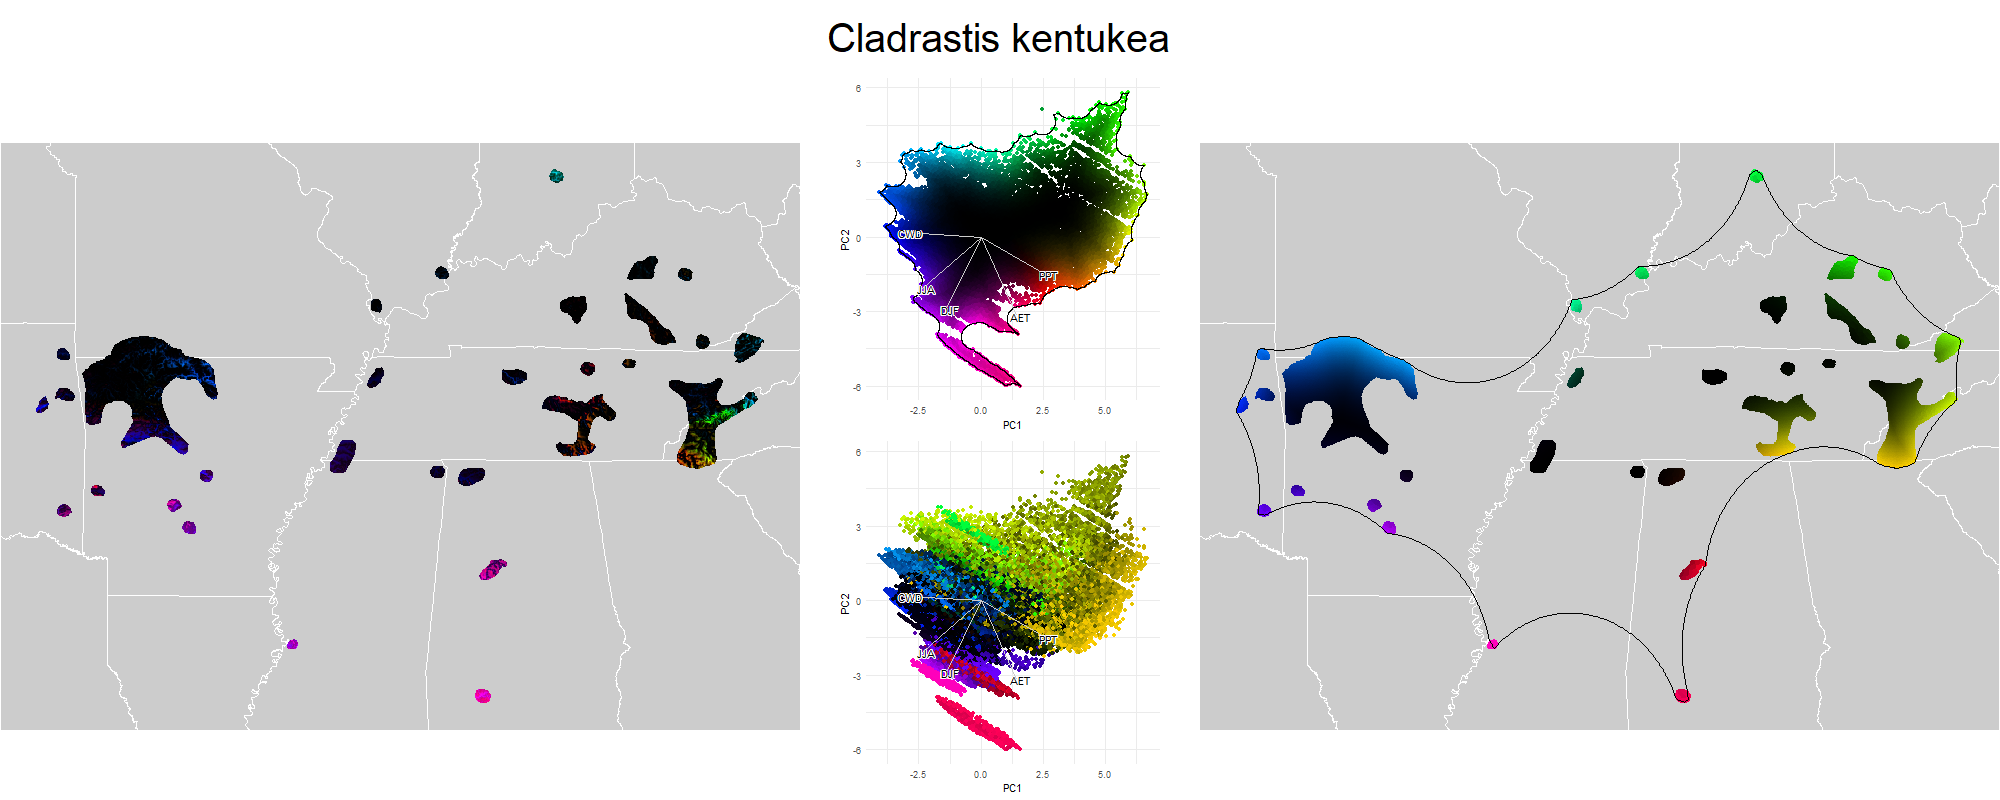 Cladrastis kentukea
6
3
0
-3
-6
PC2
CWD
JJA
DJF
AET
PPT
-2.5
0.0
2.5
5.0
PC1
6
3
0
-3
-6
PC2
CWD
JJA
DJF
AET
PPT
-2.5
0.0
2.5
5.0
PC1